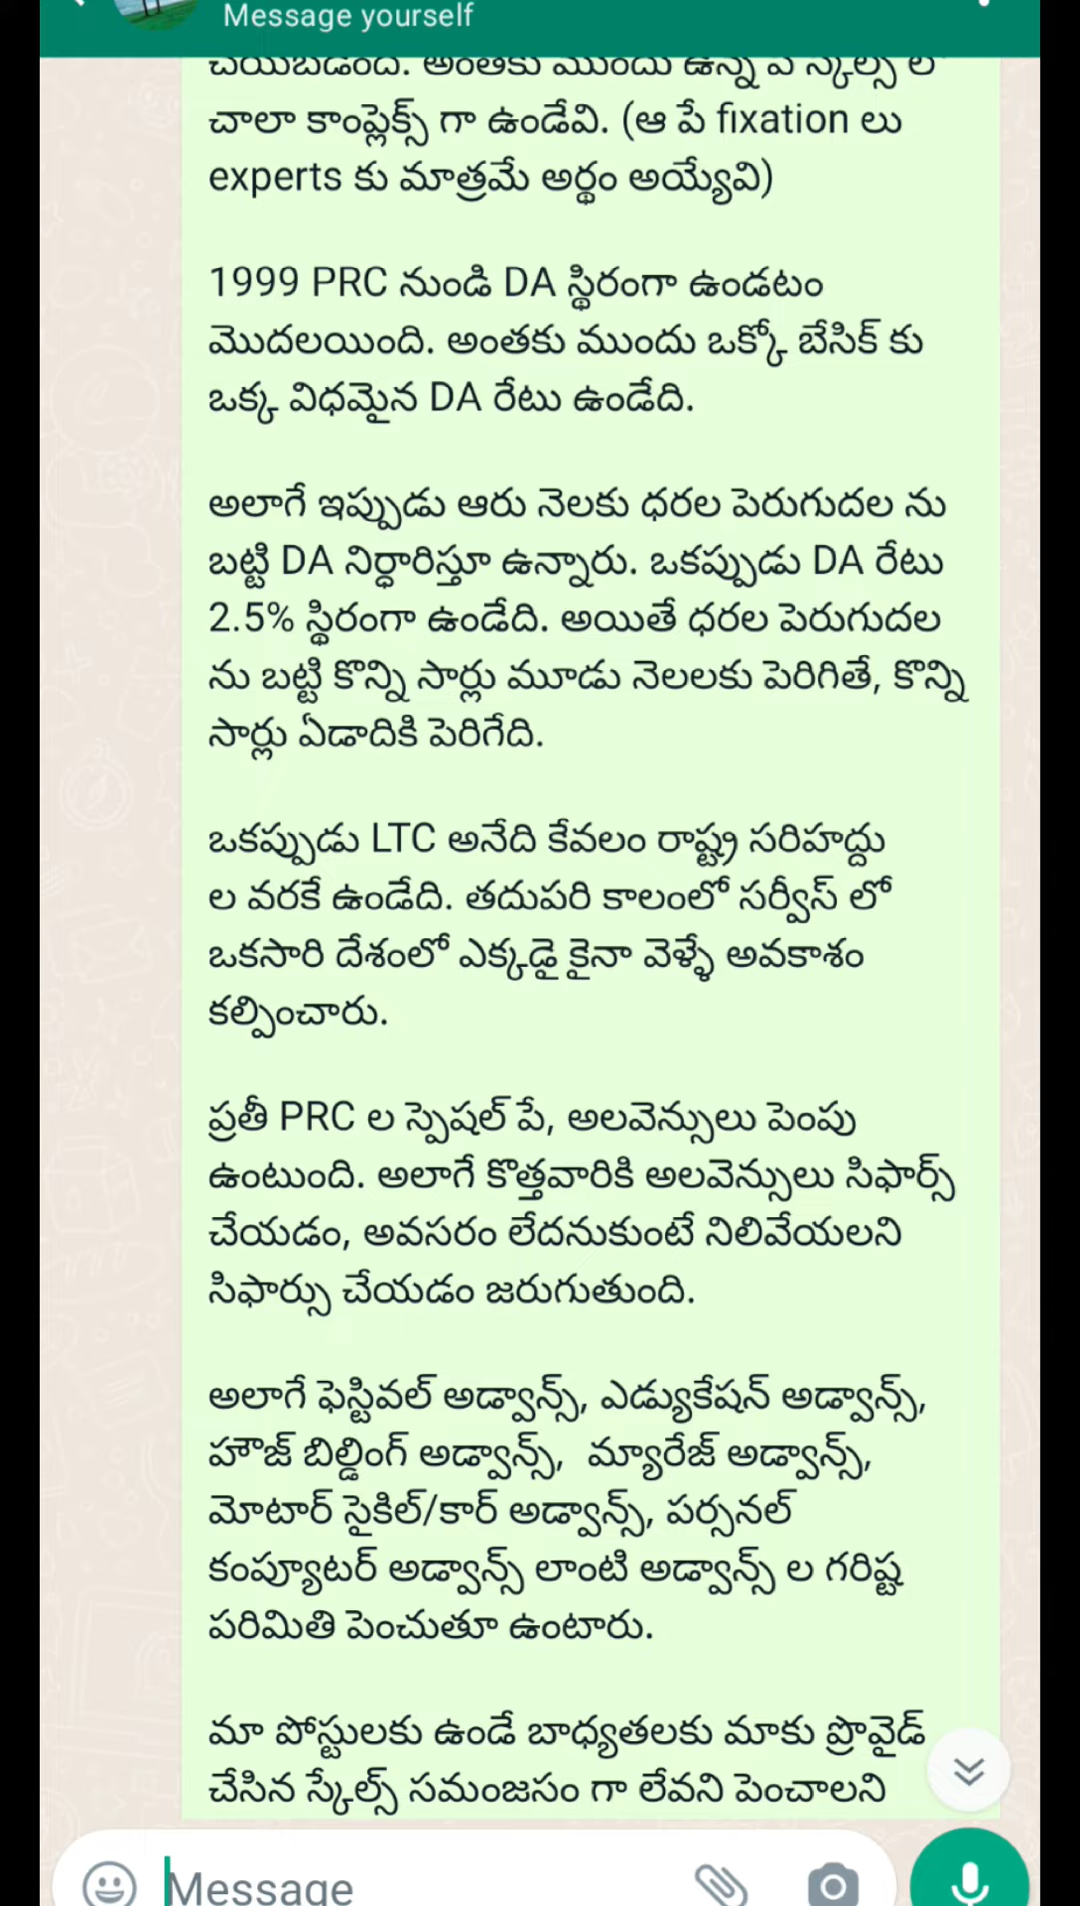 Message yourself
చేయబడింది. అంతకు ముందు ఉన్న పే స్కేల్స్ ల
చాలా కాంప్లెక్స్ గా ఉండేవి. (ఆ పే fixation లు
experts కు మాత్రమే అర్థం అయ్యేవి)
1999 PRC నుండి DA స్థిరంగా ఉండటం
మొదలయింది. అంతకు ముందు ఒక్కో బేసిక్ కు
ఒక్క విధమైన DA రేటు ఉండేది.
అలాగే ఇప్పుడు ఆరు నెలకు ధరల పెరుగుదల ను
బట్టి DA నిర్ధారిస్తూ ఉన్నారు. ఒకప్పుడు DA రేటు
2.5% స్థిరంగా ఉండేది. అయితే ధరల పెరుగుదల
ను బట్టి కొన్ని సార్లు మూడు నెలలకు పెరిగితే, కొన్ని
సార్లు ఏడాదికి పెరిగేది.
ఒకప్పుడు LTC అనేది కేవలం రాష్ట్ర సరిహద్దు
ల వరకే ఉండేది. తదుపరి కాలంలో సర్వీస్ లో
ఒకసారి దేశంలో ఎక్కడై కైనా వెళ్ళే అవకాశం
కల్పించారు.
ప్రతీ PRC ల స్పెషల్ పే, అలవెన్సులు పెంపు
ఉంటుంది. అలాగే కొత్తవారికి అలవెన్సులు సిఫార్స్
చేయడం, అవసరం లేదనుకుంటే నిలివేయలని
సిఫార్సు చేయడం జరుగుతుంది.
అలాగే ఫెస్టివల్ అడ్వాన్స్, ఎడ్యుకేషన్ అడ్వాన్స్,
హౌజ్ బిల్డింగ్ అడ్వాన్స్, మ్యారేజ్ అడ్వాన్స్,
మోటార్ సైకిల్/కార్ అడ్వాన్స్, పర్సనల్
కంప్యూటర్ అడ్వాన్స్ లాంటి అడ్వాన్స్ ల గరిష్ట
పరిమితి పెంచుతూ ఉంటారు.
మా పోస్టులకు ఉండే బాధ్యతలకు మాకు ప్రొవైడ్
చేసిన స్కేల్స్ సమంజసం గా లేవని పెంచాలని
Message